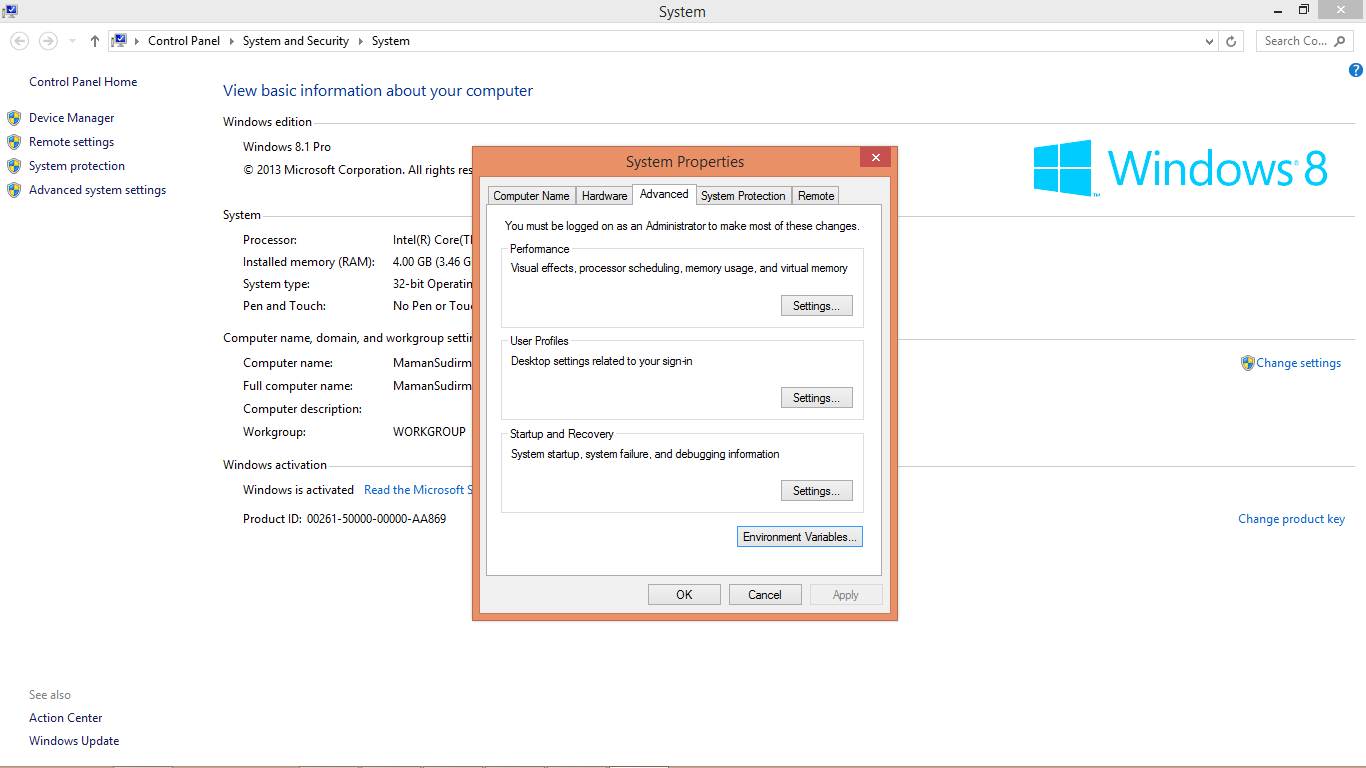 System
Control Panel System and Security System
Search Co...
Control Panel Home
Device Manager
Remote settings
System protection
Advanced system settings
See also
Action Center
Windows Update
View basic information about your computer
Windows edition
Windows 8.1 Pro
© 2013 Microsoft Corporation. All rights res
Windows 8
System
Processor: Intel(R) Core(T
Installed memory (RAM): 4.00 GB (3.46 G
System type: 32-bit Operatin
Pen and Touch: No Pen or Tou
Computer name, domain, and workgroup settin
Computer name: MamanSudirm
Change settings
Full computer name: MamanSudirm
Computer description:
Workgroup: WORKGROUP
Windows activation
Windows is activated Read the Microsoft S
Product ID: 00261-50000-00000-AA869
Change product key
System Properties
Computer Name Hardware Advanced System Protection Remote
You must be logged on as an Administrator to make most of these changes.
Performance
Visual effects, processor scheduling, memory usage, and virtual memory
Settings...
User Profiles
Desktop settings related to your sign-in
Settings...
Startup and Recovery
System startup, system failure, and debugging information
Settings...
Environment Variables...
OK Cancel Apply